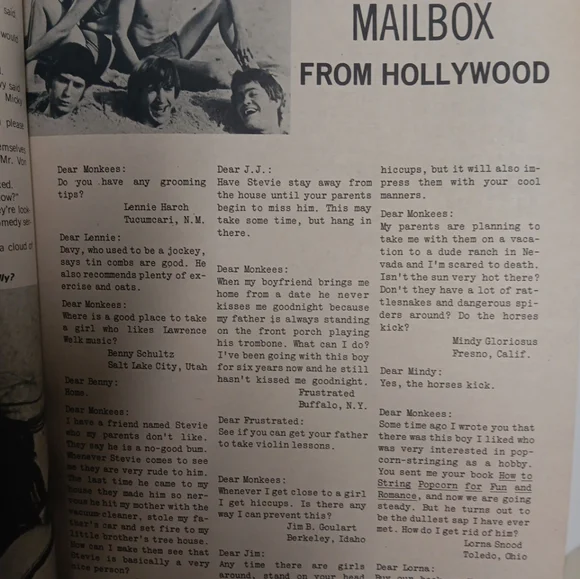 said
would
vy said.
Micky
please
emselves
Mr. Von
ked.
ow?"
ey're look-
medy ser-
a cloud of
lly?
MAILBOX
FROM HOLLYWOOD
Dear Monkees:
Do you have any grooming
tips?
Lennie Harch
Tucumcari, N.M.
Dear Lennie:
Davy, who used to be a jockey,
says tin combs are good. He
also recommends plenty of ex-
ercise and oats.
Dear Monkees:
Where is a good place to take
a girl who likes Lawrence
Welk music?
Benny Schultz
Salt Lake City, Utah
Dear Benny:
Home.
Dear Monkees:
I have a friend named Stevie
who my parents don't like.
They say he is a no-good bum.
Whenever Stevie comes to see
me they are very rude to him.
The last time he came to my
house they made him so ner-
vous he hit my mother with the
vacuum cleaner, stole my fa-
ther's car and set fire to my
little brother's tree house.
How can I make them see that
Stevie is basically a very
nice person?
Dear J.J.:
Have Stevie stay away from
the house until your parents
begin to miss him. This may
take some time, but hang in
there.
Dear Monkees:
When my boyfriend brings me
home from a date he never
kisses me goodnight because
my father is always standing
on the front porch playing
his trombone. What can I do?
I've been going with this boy
for six years now and he still
hasn't kissed me goodnight.
Frustrated
Buffalo, N.Y.
Dear Frustrated:
See if you can get your father
to take violin lessons.
Dear Monkees:
Whenever I get close to a girl
I get hiccups. Is there any
way I can prevent this?
Jim B. Goulart
Berkeley, Idaho
Dear Jim:
Any time there are girls
around, stand on your head
hiccups, but it will also im-
press them with your cool
manners.
Dear Monkees:
My parents are planning to
take me with them on a vaca-
tion to a dude ranch in Ne-
vada and I'm scared to death.
Isn't the sun very hot there?
Don't they have a lot of rat-
tlesnakes and dangerous spi-
ders around? Do the horses
kick?
Mindy Gloriosus
Fresno, Calif.
Dear Mindy:
Yes, the horses kick.
Dear Monkees:
Some time ago I wrote you that
there was this boy I liked who
was very interested in pop-
corn-stringing as a hobby.
You sent me your book How to
String Popcorn for Fun and
Romance, and now we are going
steady. But he turns out to
be the dullest sap I have ever
met. How do I get rid of him?
Lorna Snood
Toledo, Ohio
Dear Lorna: